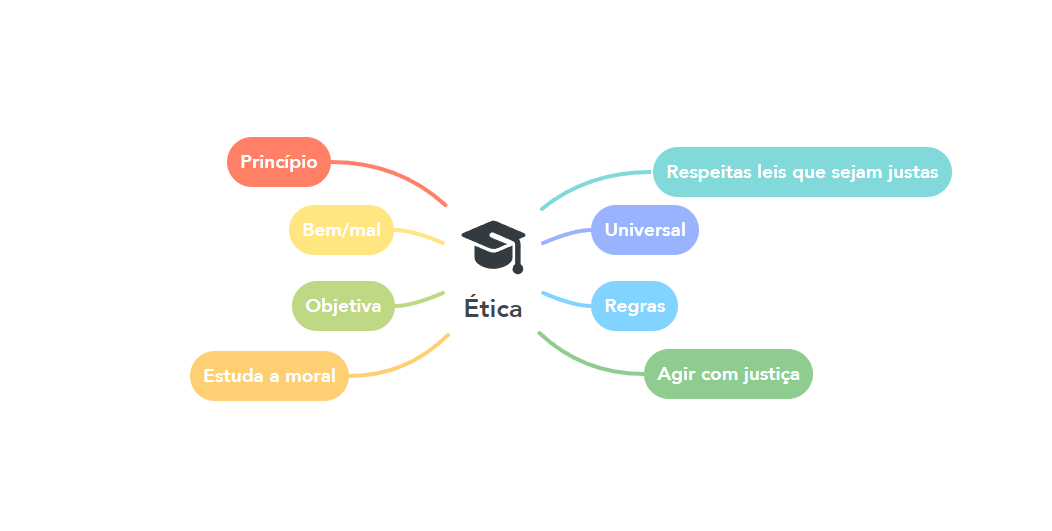 Princípio
Bem/mal
Objetiva
Estuda a moral
Ética
Respeitas leis que sejam justas
Universal
Regras
Agir com justiça